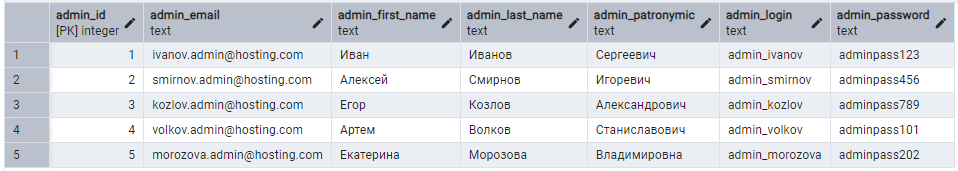 admin_id admin_email admin_first_name admin_last_name admin_patronymic admin_login admin_password
[PK] integer text text text text text text
1 1 ivanov.admin@hosting.com Иван Иванов Сергеевич admin_ivanov adminpass123
2 2 smirnov.admin@hosting.com Алексей Смирнов Игоревич admin_smirnov adminpass456
3 3 kozlov.admin@hosting.com Егор Козлов Александрович admin_kozlov adminpass789
4 4 volkov.admin@hosting.com Артем Волков Станиславович admin_volkov adminpass101
5 5 morozova.admin@hosting.com Екатерина Морозова Владимировна admin_morozova adminpass202